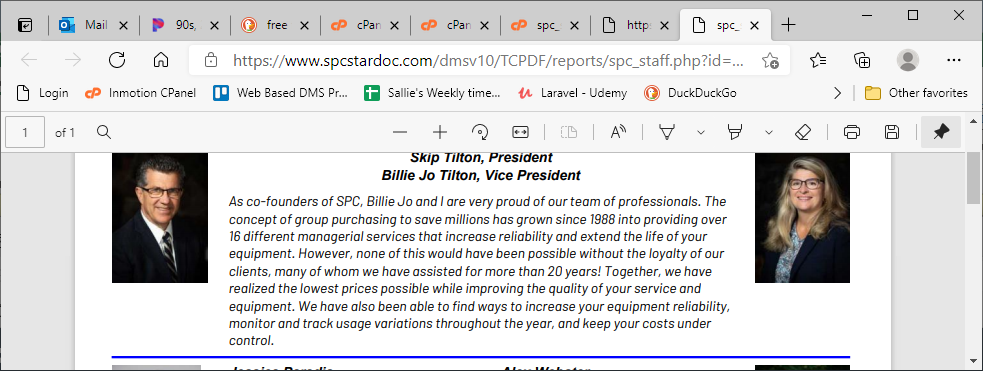 Mail
90s,
free
cPan
cPan
spc_
http
spc_
https://www.spcstardoc.com/dmsv10/TCPDF/reports/spc_staff.php?id=...
Login
Inmotion CPanel
Web Based DMS Pr...
Sallie's Weekly time...
Laravel - Udemy
DuckDuckGo
Other favorites
1 of 1
Skip Tilton, President
Billie Jo Tilton, Vice President
As co-founders of SPC, Billie Jo and I are very proud of our team of professionals. The
concept of group purchasing to save millions has grown since 1988 into providing over
16 different managerial services that increase reliability and extend the life of your
equipment. However, none of this would have been possible without the loyalty of our
clients, many of whom we have assisted for more than 20 years! Together, we have
realized the lowest prices possible while improving the quality of your service and
equipment. We have also been able to find ways to increase your equipment reliability,
monitor and track usage variations throughout the year, and keep your costs under
control.